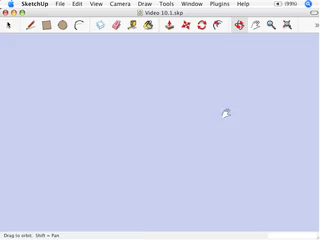 SketchUp File Edit View Camera Draw Tools Window Plugins Help (99%)
Video 10.1.skp
Drag to orbit. Shift = Pan